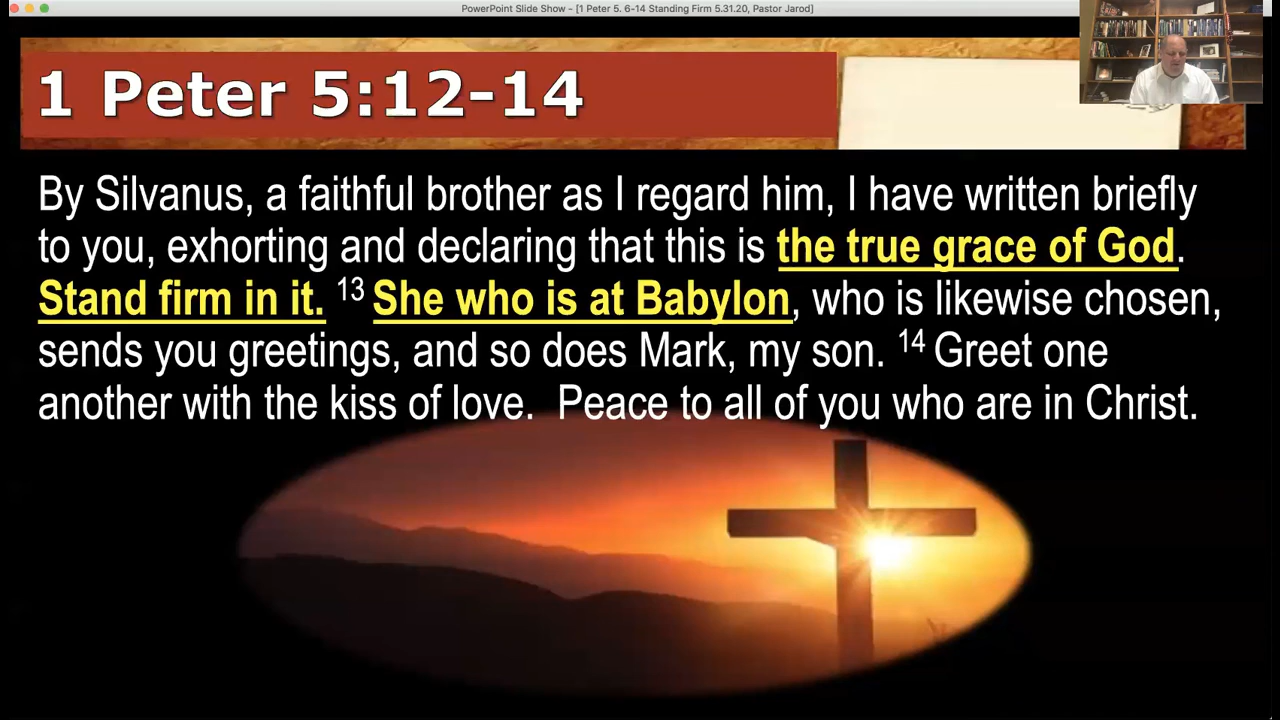 PowerPoint Slide Show - [1 Peter 5. 6-14 Standing Firm 5.31.20, Pastor Jarod]
1 Peter 5:12-14
By Silvanus, a faithful brother as I regard him, I have written briefly
to you, exhorting and declaring that this is the true grace of God.
Stand firm in it. 13 She who is at Babylon, who is likewise chosen,
sends you greetings, and so does Mark, my son. 14 Greet one
another with the kiss of love. Peace to all of you who are in Christ.